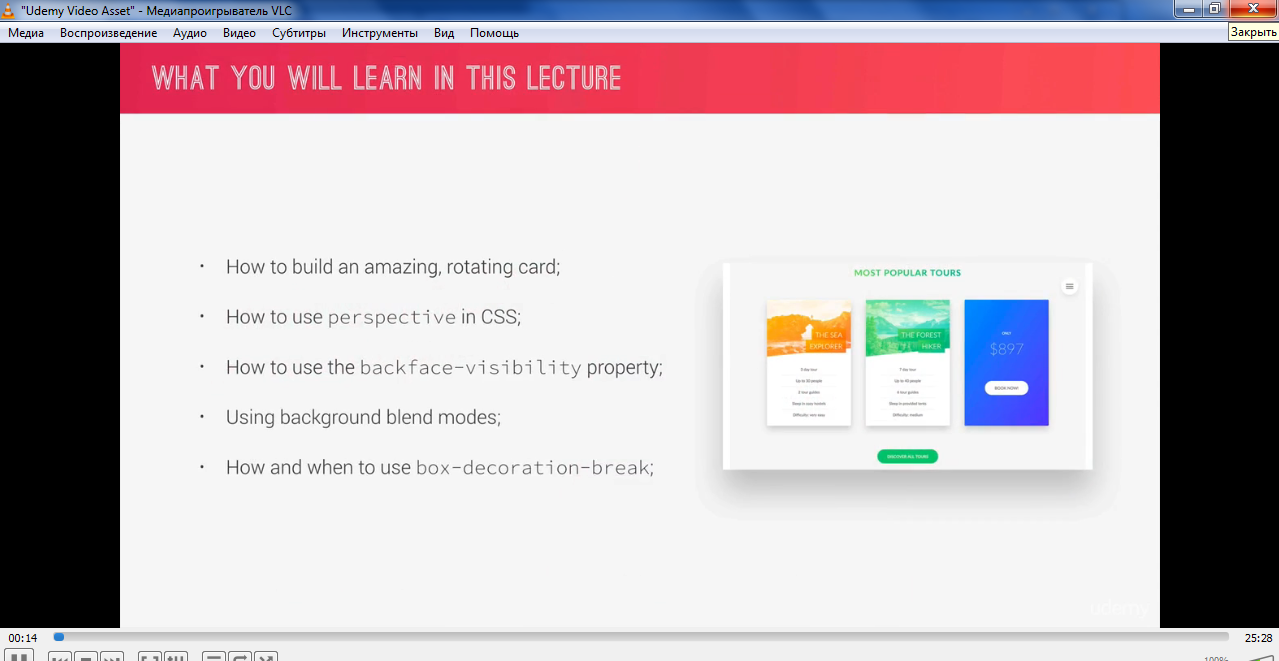 "Udemy Video Asset" - Медиапроигрыватель VLC
Медиа Воспроизведение Аудио Видео Субтитры Инструменты Вид Помощь
Закрыть
WHAT YOU WILL LEARN IN THIS LECTURE
• How to build an amazing, rotating card;
• How to use perspective in CSS;
• How to use the backface-visibility property;
• Using background blend modes;
• How and when to use box-decoration-break;
MOST POPULAR TOURS
THE SEA
EXPLORER
3 day tour
Up to 30 people
2 tour guides
Sleep in cozy hotels
Difficulty: very easy
THE FOREST
HIKER
7 day tour
Up to 40 people
6 tour guides
Sleep in provided tents
Difficulty: medium
ONLY
$897
BOOK NOW!
DISCOVER ALL TOURS
udemy
00:14
25:28
100%